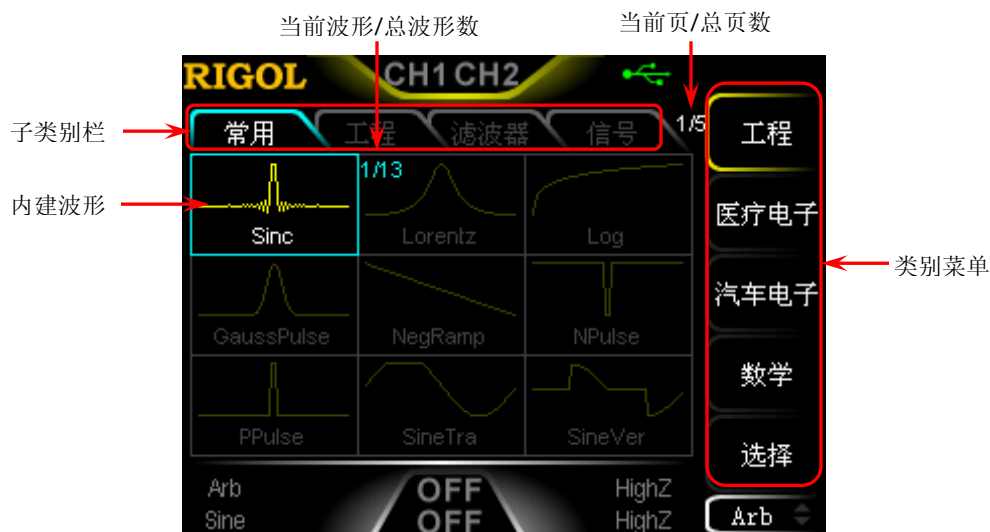 当前波形/总波形数
当前页/总页数
RIGOL
CH1 CH2
子类别栏
常用
工程
滤波器
信号
1/5
工程
1/13
内建波形
Sinc
Lorentz
Log
医疗电子
类别菜单
汽车电子
GaussPulse
NegRamp
NPulse
数学
PPulse
SineTra
SineVer
选择
Arb
OFF
HighZ
Arb
Sine
OFF
HighZ